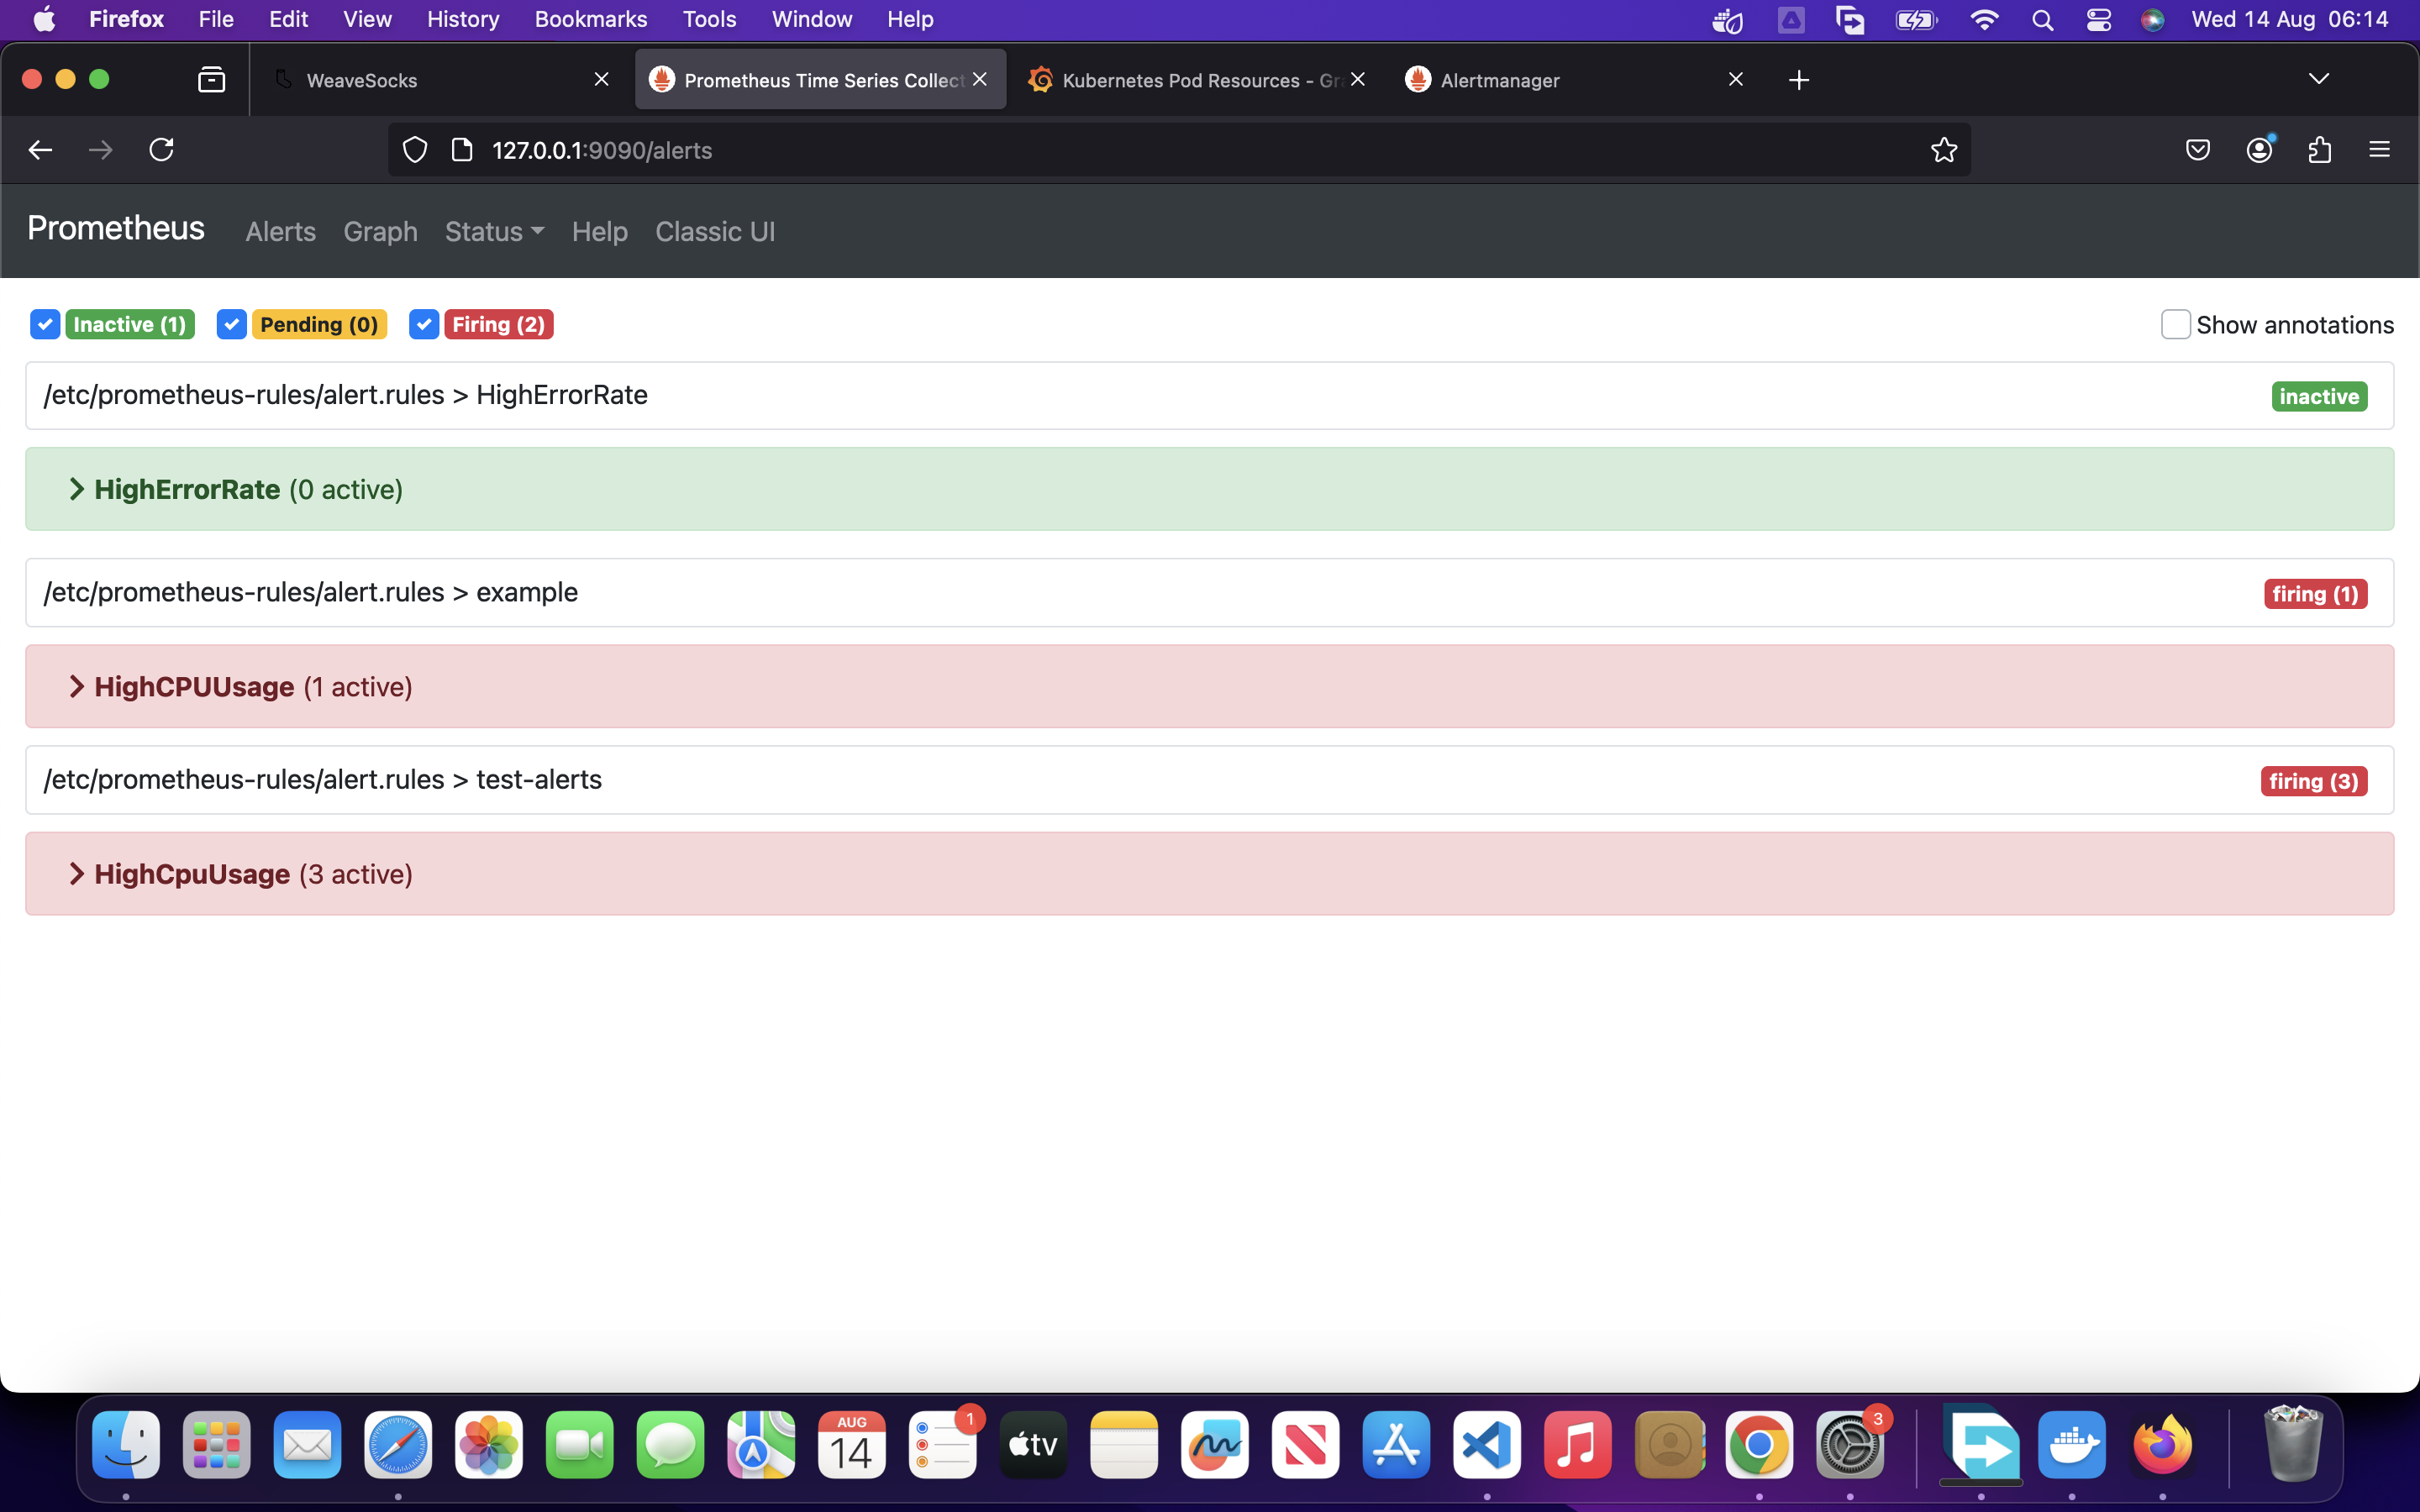 Firefox File Edit View History Bookmarks Tools Window Help Wed 14 Aug 06:14
WeaveSocks Prometheus Time Series Collect Kubernetes Pod Resources - Gr Alertmanager
127.0.0.1:9090/alerts
Prometheus Alerts Graph Status Help Classic UI
Inactive (1) Pending (0) Firing (2) Show annotations
/etc/prometheus-rules/alert.rules > HighErrorRate inactive
HighErrorRate (0 active)
/etc/prometheus-rules/alert.rules > example firing (1)
HighCPUUsage (1 active)
/etc/prometheus-rules/alert.rules > test-alerts firing (3)
HighCpuUsage (3 active)
AUG
14
1
tv
3